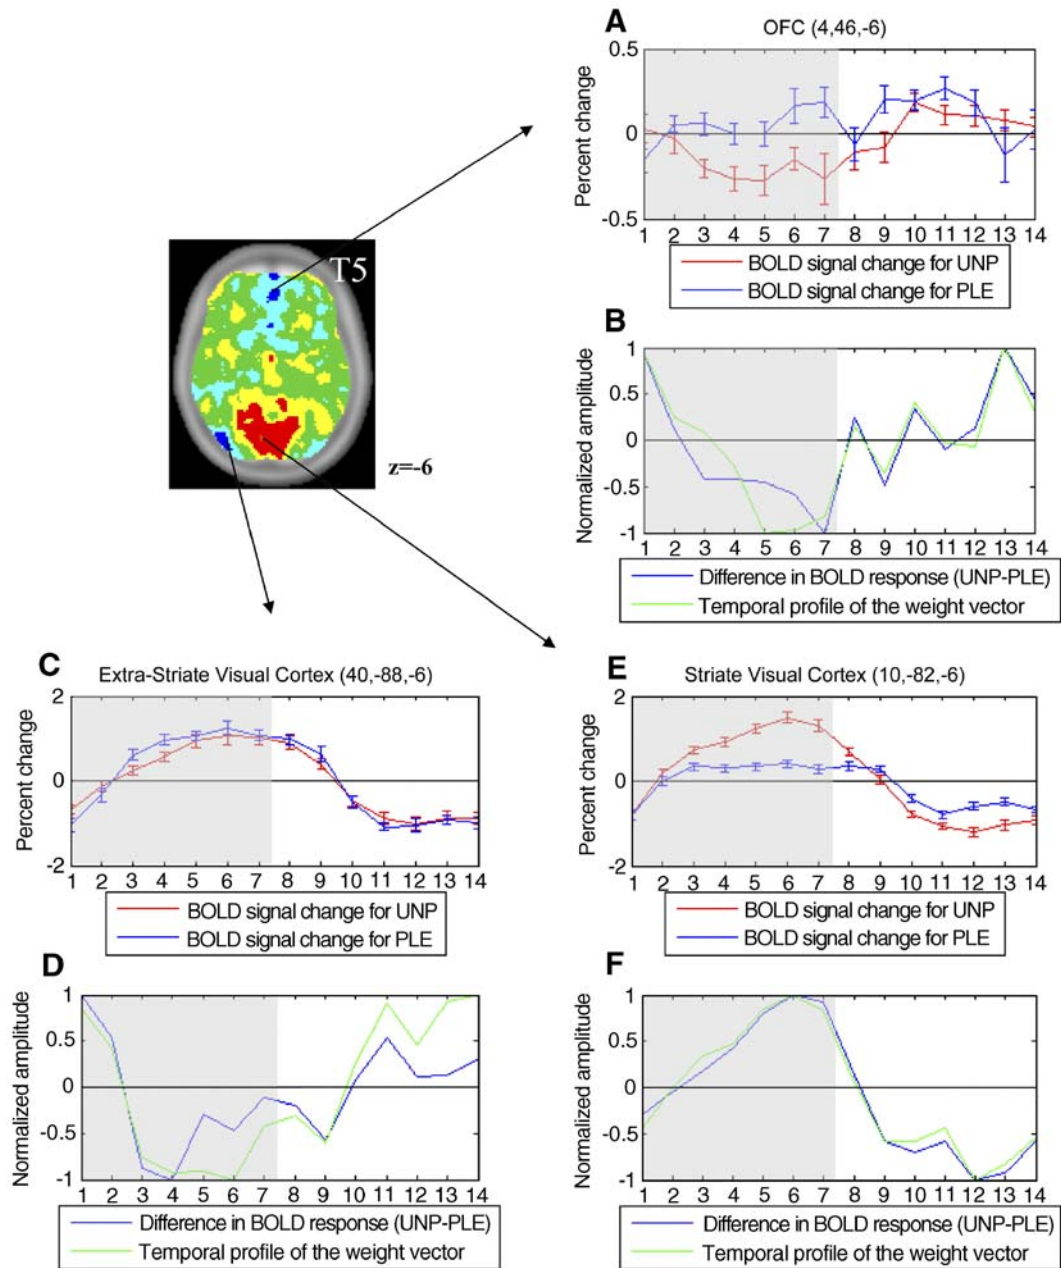 A
OFC (4,46,-6)
0.5
0
-0.5
Percent change
1 2 3 4 5 6 7 8 9 10 11 12 13 14
BOLD signal change for UNP
BOLD signal change for PLE
T5
z=-6
B
1
0.5
0
-0.5
-1
Normalized amplitude
1 2 3 4 5 6 7 8 9 10 11 12 13 14
Difference in BOLD response (UNP-PLE)
Temporal profile of the weight vector
C
Extra-Striate Visual Cortex (40,-88,-6)
2
0
-2
Percent change
1 2 3 4 5 6 7 8 9 10 11 12 13 14
BOLD signal change for UNP
BOLD signal change for PLE
E
Striate Visual Cortex (10,-82,-6)
2
0
-2
Percent change
1 2 3 4 5 6 7 8 9 10 11 12 13 14
BOLD signal change for UNP
BOLD signal change for PLE
D
1
0.5
0
-0.5
-1
Normalized amplitude
1 2 3 4 5 6 7 8 9 10 11 12 13 14
Difference in BOLD response (UNP-PLE)
Temporal profile of the weight vector
F
1
0.5
0
-0.5
-1
Normalized amplitude
1 2 3 4 5 6 7 8 9 10 11 12 13 14
Difference in BOLD response (UNP-PLE)
Temporal profile of the weight vector